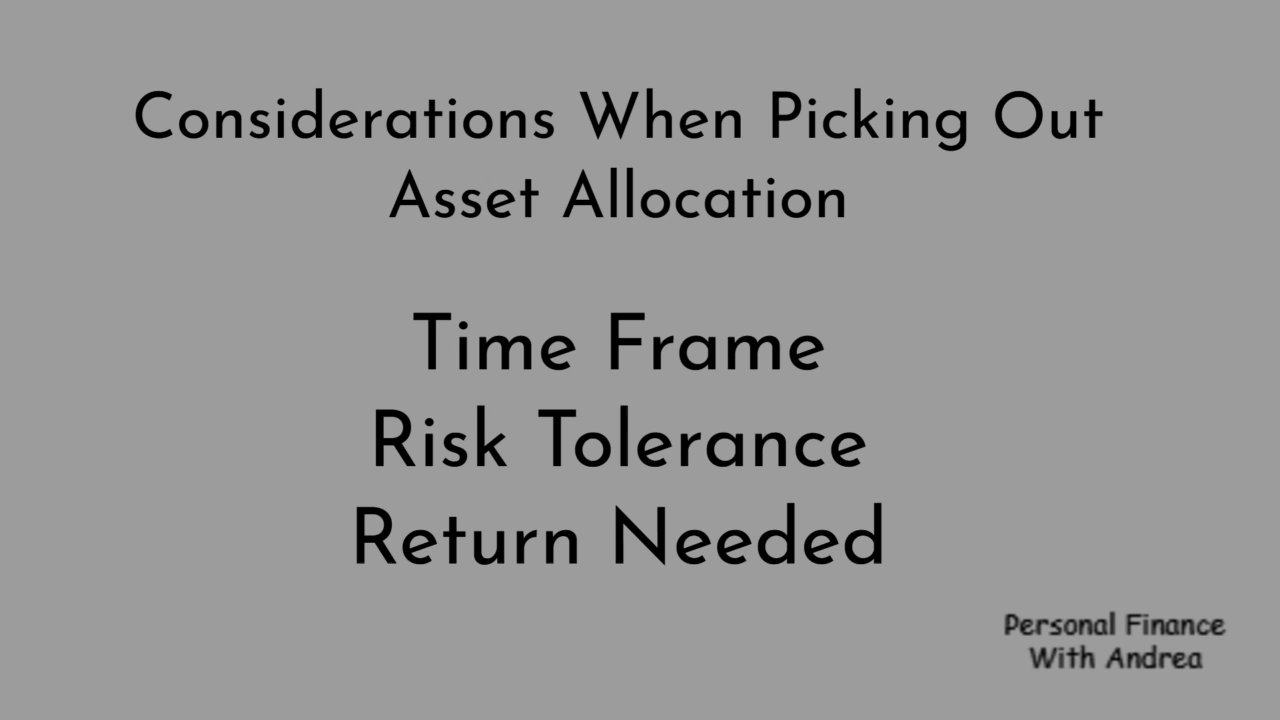 Considerations When Picking Out
Asset Allocation
Time Frame
Risk Tolerance
Return Needed
Personal Finance
With Andrea